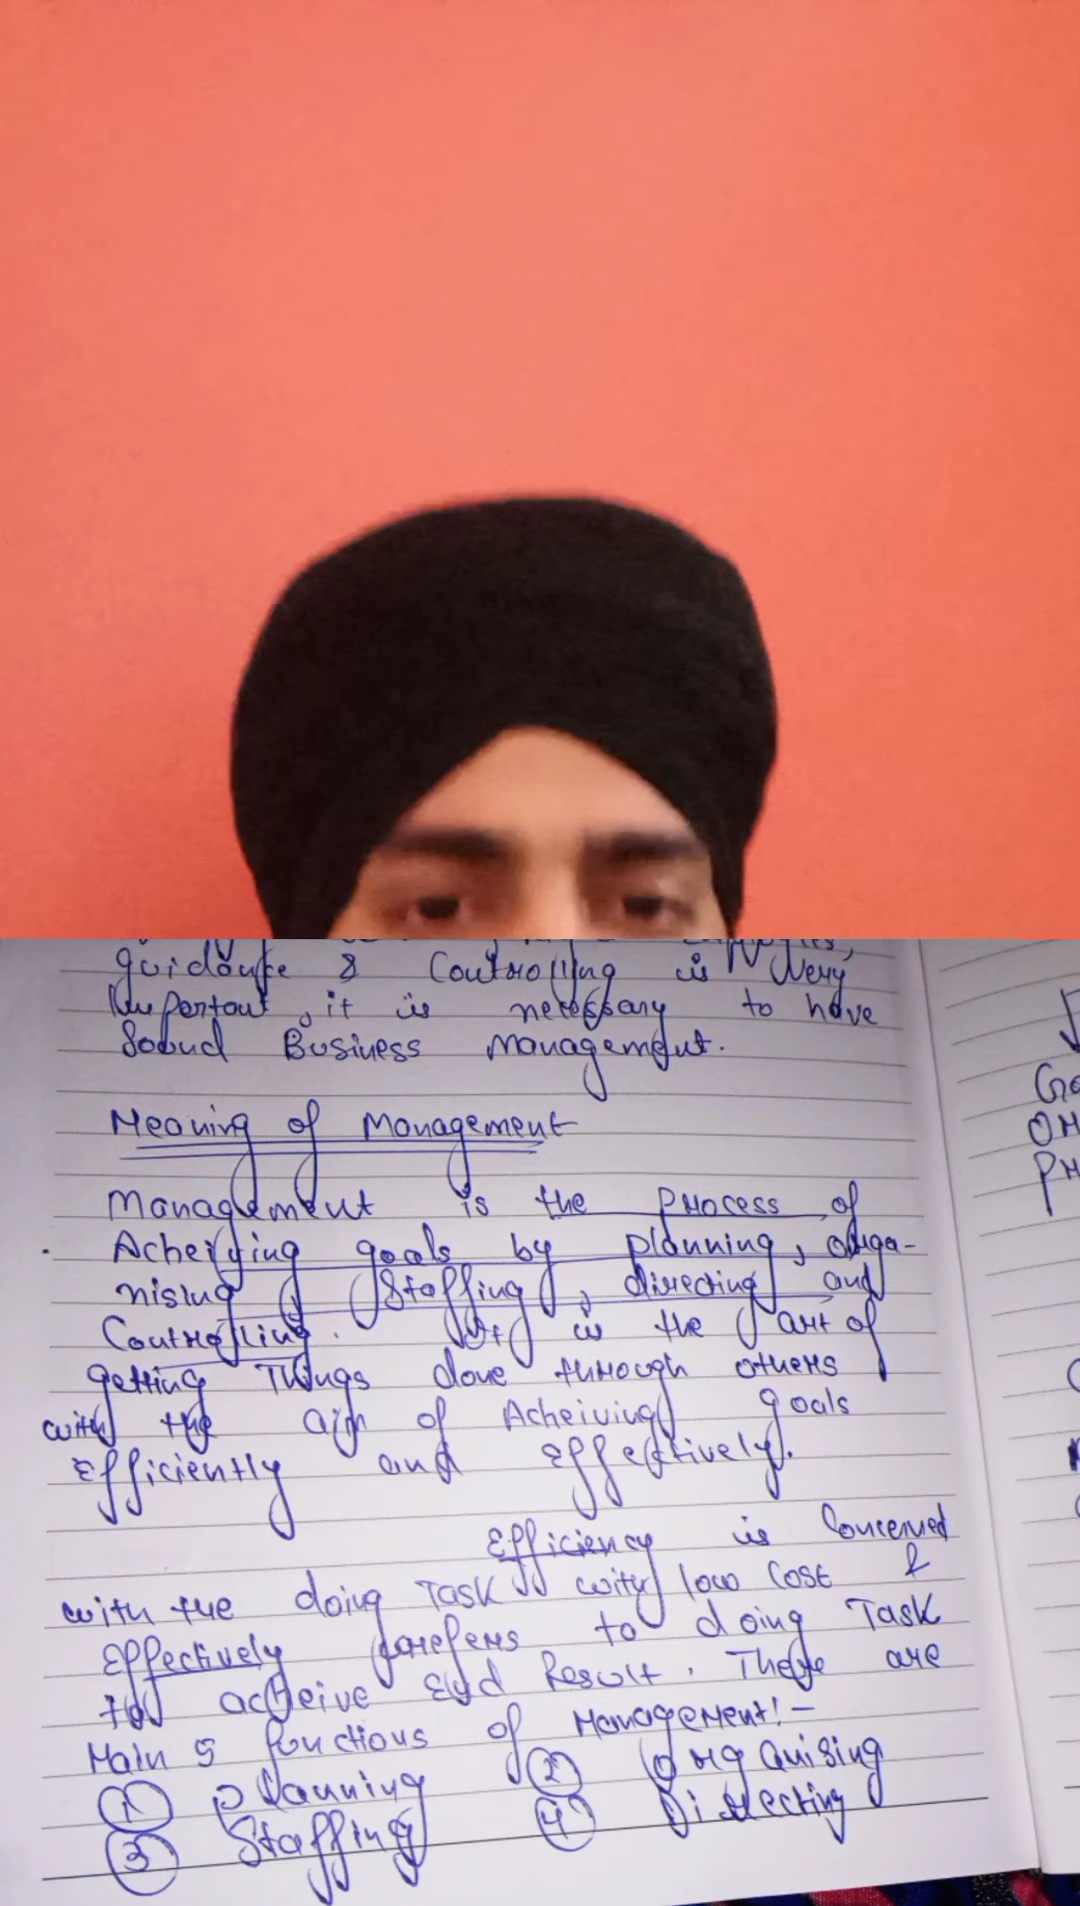 guidance & Controlling is Very
Important, it is necessary to have
Sound Business Management.
Meaning of Management
Management is the process of
Acheiving goals by planning, orga-
nising, Staffing, directing and
Controlling. It is the art of
getting Things done through others
with the aim of Acheiving goals
Efficiently and Effectively.
Efficiency is Concerned
with the doing Task with low Cost &
Effectively refers to doing Task
to acheive End Result. There are
Main 5 functions of Management:-
① Planning ② Organising
③ Staffing ④ Directing